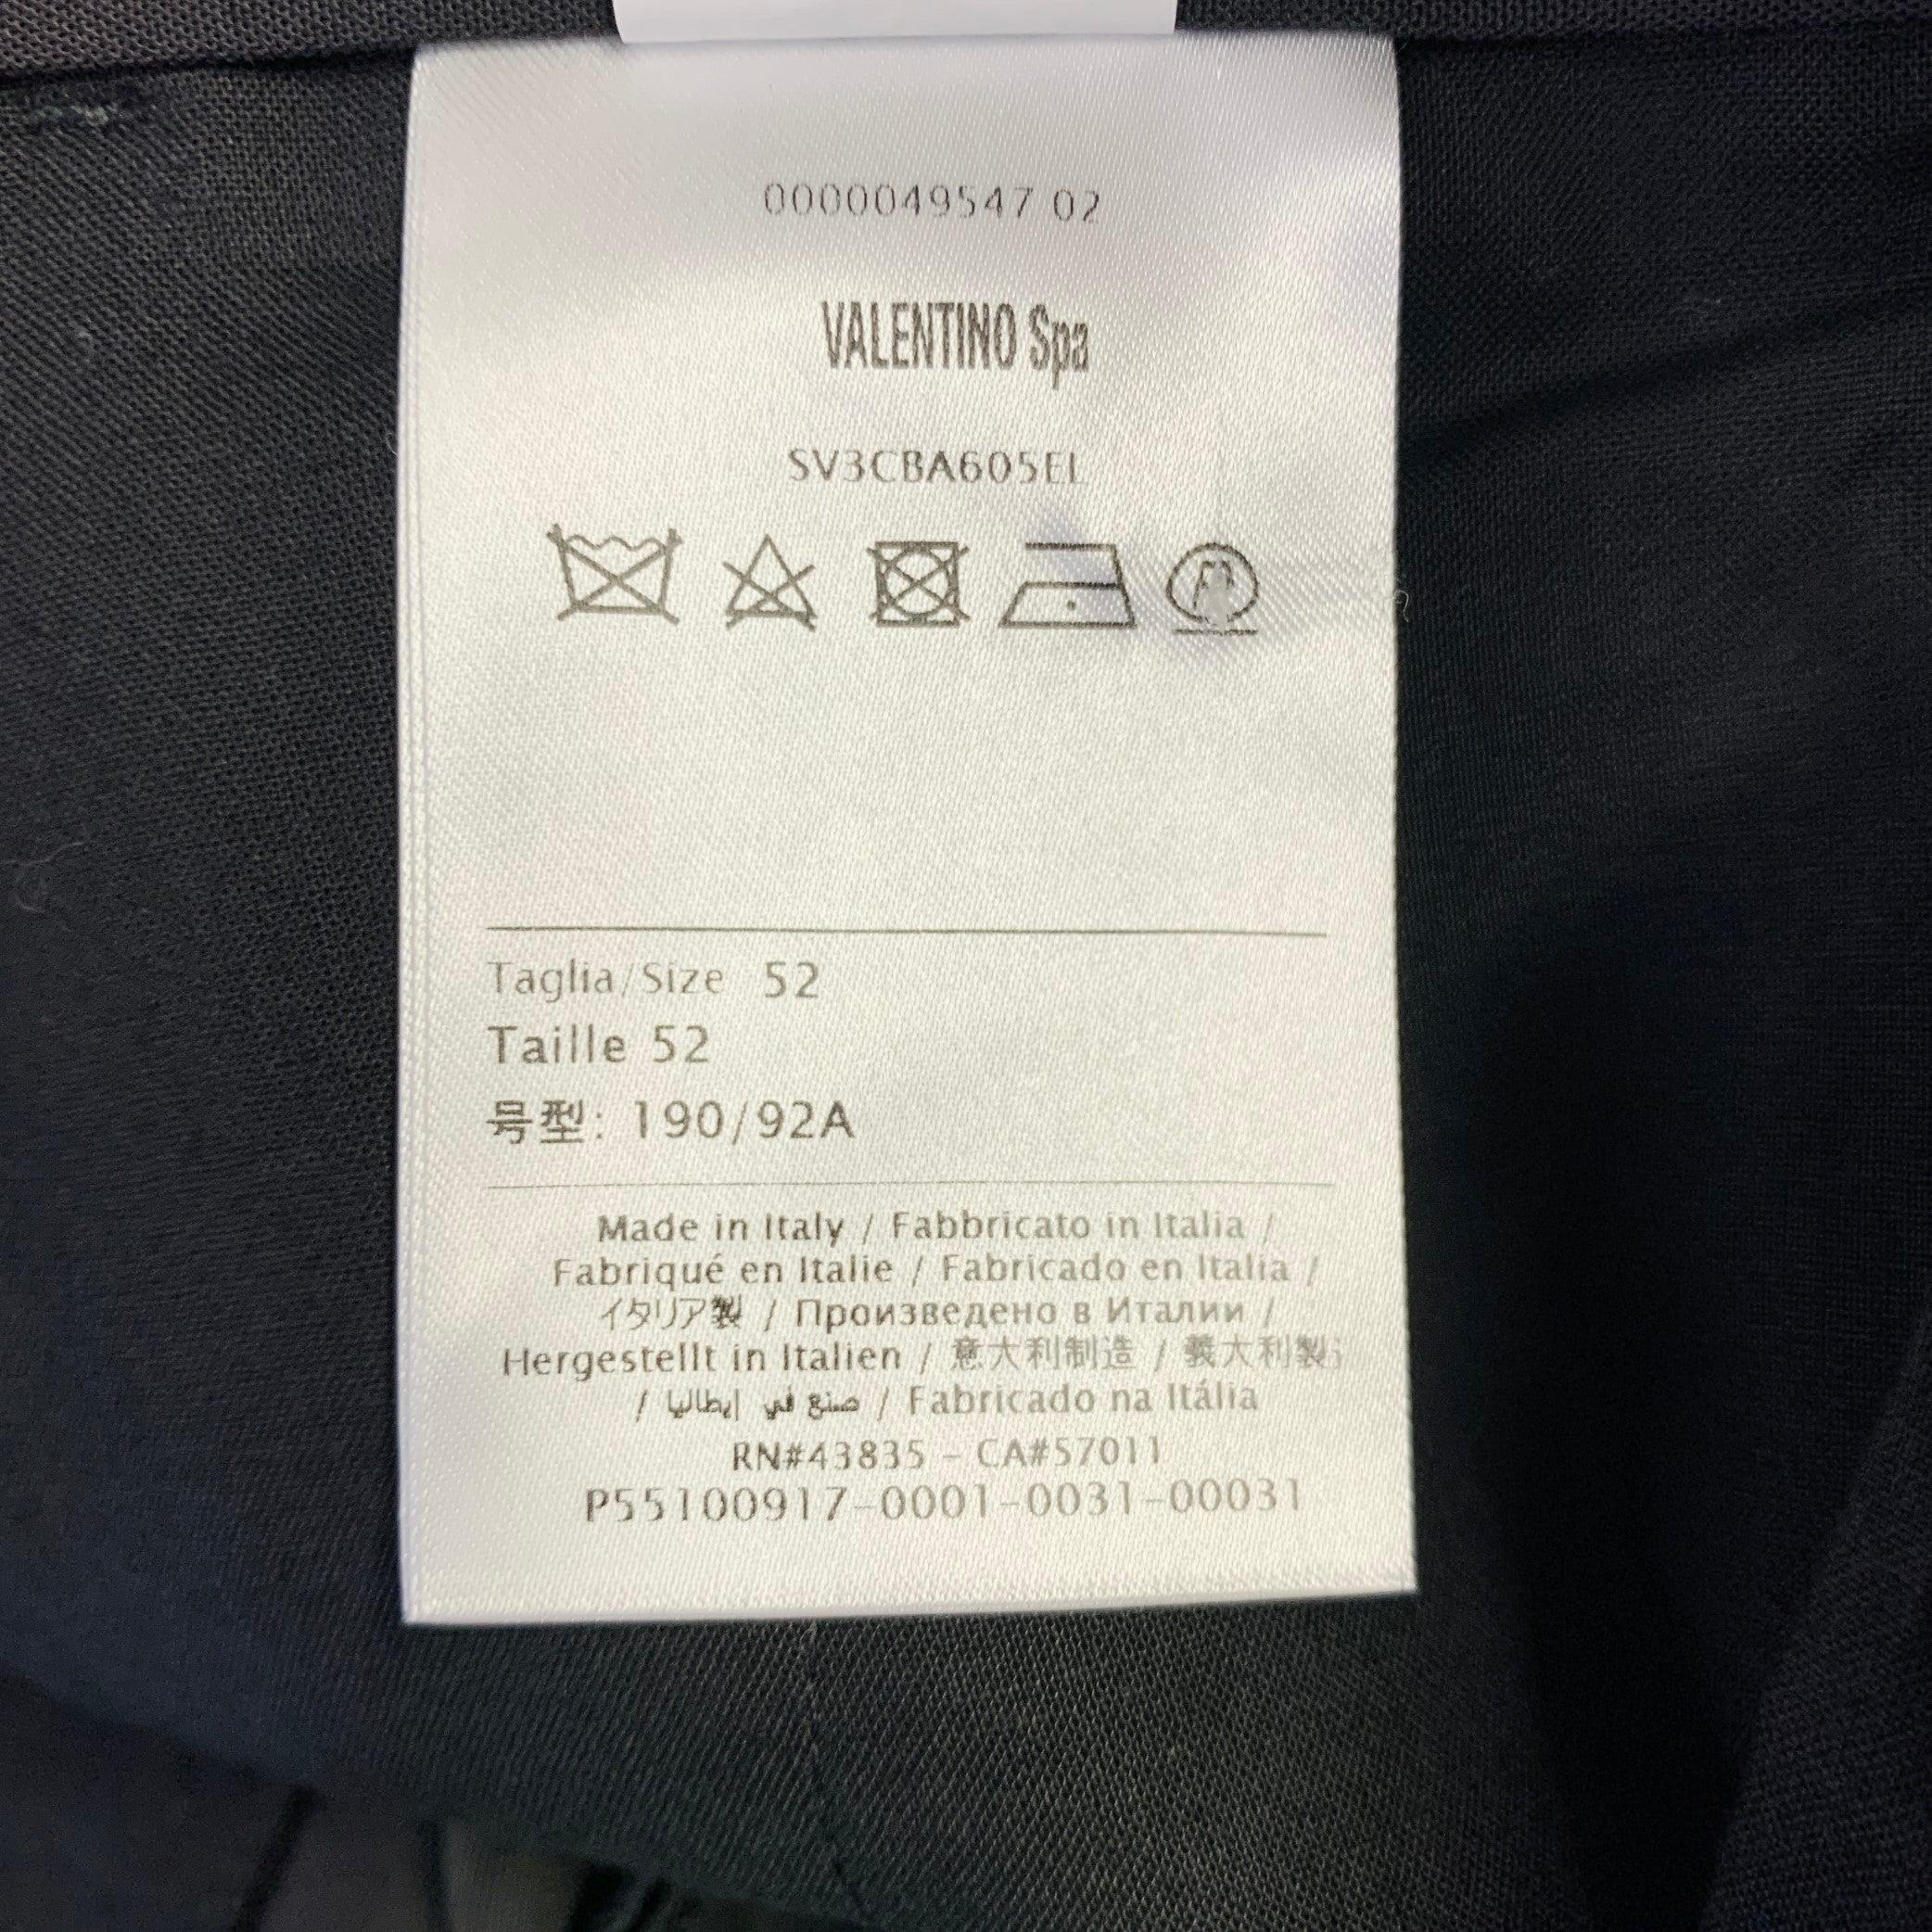 0000049547 02
VALENTINO Spa
SV3CBA605EL
Taglia/Size 52
Taille 52
号型: 190/92A
Made in Italy / Fabbricato in Italia /
Fabriqué en Italie / Fabricado en Italia /
イタリア製 / Произведено в Италии /
Hergestellt in Italien / 意大利制造 / 義大利製
/ صنع في إيطاليا / Fabricado na Itália
RN#43835 - CA#57011
P55100917-0001-0031-00031